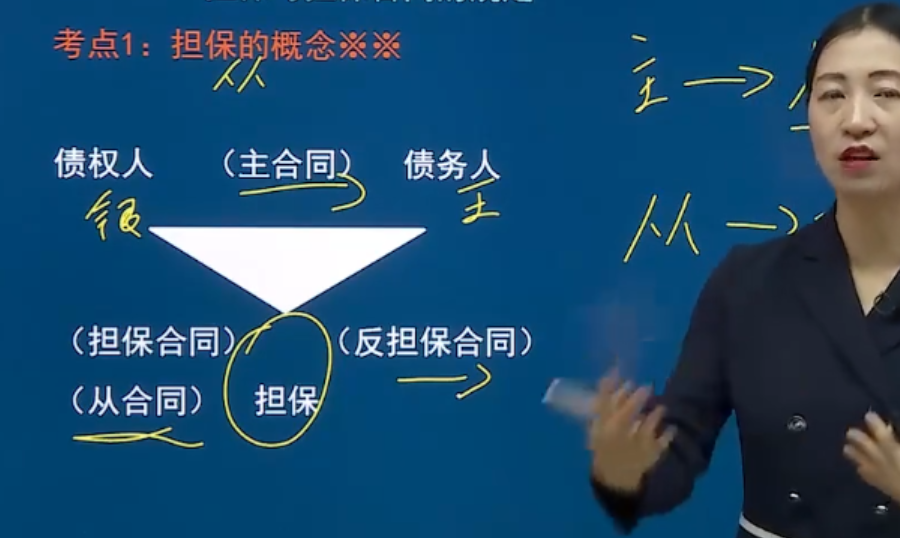 考点1：担保的概念※※
从
主 →
债权人 （主合同） 债务人
银
主
从 →
（担保合同） （反担保合同）
（从合同） 担保